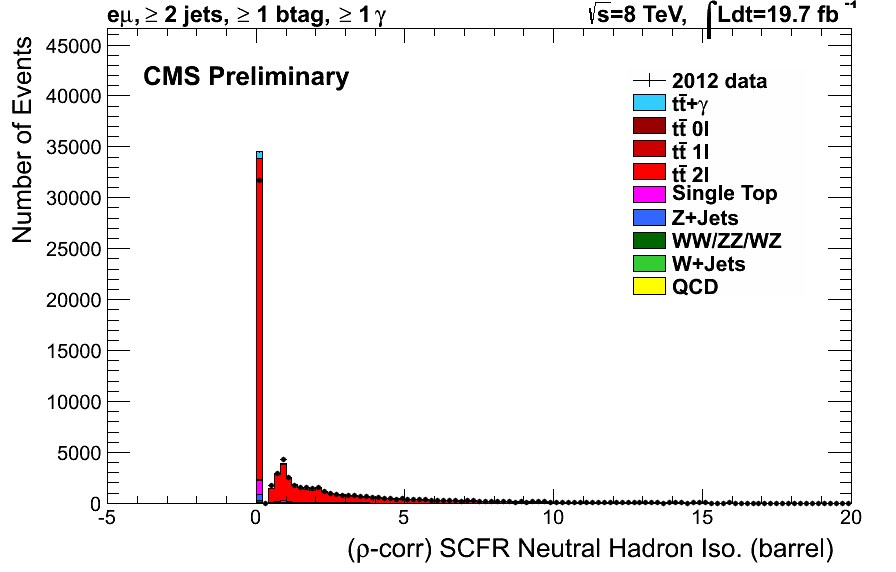 eμ, ≥ 2 jets, ≥ 1 btag, ≥ 1 γ
√s=8 TeV, ∫Ldt=19.7 fb⁻¹
Number of Events
45000
40000
35000
30000
25000
20000
15000
10000
5000
0
CMS Preliminary
2012 data
tt̄+γ
tt̄ 0l
tt̄ 1l
tt̄ 2l
Single Top
Z+Jets
WW/ZZ/WZ
W+Jets
QCD
-5 0 5 10 15 20
(ρ-corr) SCFR Neutral Hadron Iso. (barrel)